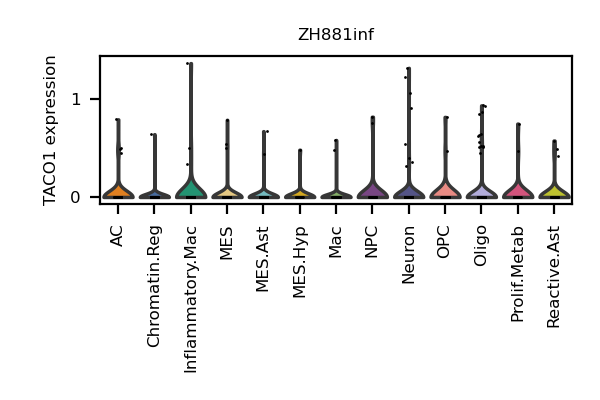 ZH881inf
TACO1 expression
1
0
AC
Chromatin.Reg
Inflammatory.Mac
MES
MES.Ast
MES.Hyp
Mac
NPC
Neuron
OPC
Oligo
Prolif.Metab
Reactive.Ast